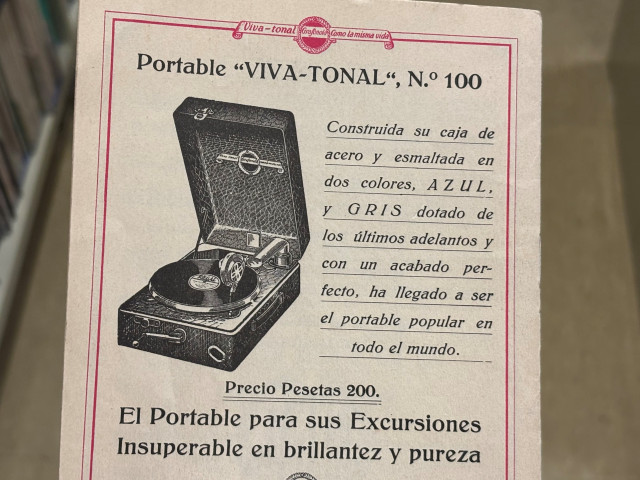 Viva-tonal Como la misma vida
Portable “VIVA-TONAL“, N.º 100
Construida su caja de
acero y esmaltada en
dos colores, AZUL,
y GRIS dotado de
los últimos adelantos y
con un acabado per-
fecto, ha llegado a ser
el portable popular en
todo el mundo.
Precio Pesetas 200.
El Portable para sus Excursiones
Insuperable en brillantez y pureza